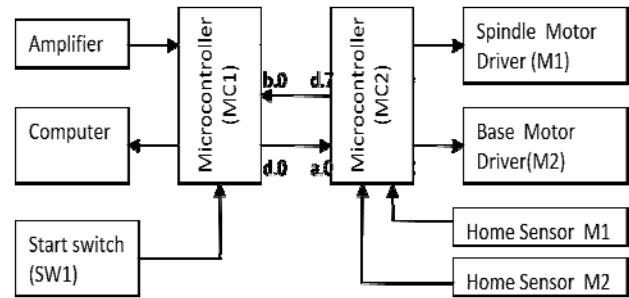 Amplifier
Computer
Start switch
(SW1)
Microcontroller
(MC1)
b.0 d.7
d.0 a.0
Microcontroller
(MC2)
Spindle Motor
Driver (M1)
Base Motor
Driver(M2)
Home Sensor M1
Home Sensor M2